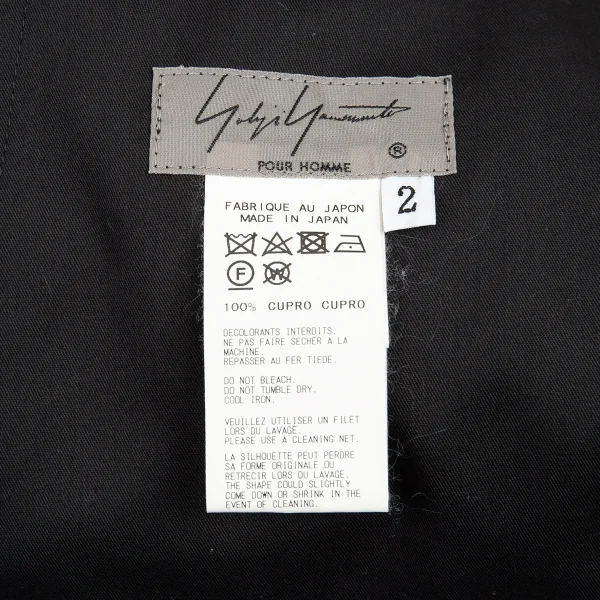 Yohji Yamamoto
®
POUR HOMME
2
FABRIQUE AU JAPON
MADE IN JAPAN
F W
100% CUPRO CUPRO
DECOLORANTS INTERDITS.
NE PAS FAIRE SECHER A LA
MACHINE.
REPASSER AU FER TIEDE.
DO NOT BLEACH.
DO NOT TUMBLE DRY.
COOL IRON.
VEUILLEZ UTILISER UN FILET
LORS DU LAVAGE.
PLEASE USE A CLEANING NET.
LA SILHOUETTE PEUT PERDRE
SA FORME ORIGINALE OU
RETRECIR LORS DU LAVAGE.
THE SHAPE COULD SLIGHTLY
COME DOWN OR SHRINK IN THE
EVENT OF CLEANING.